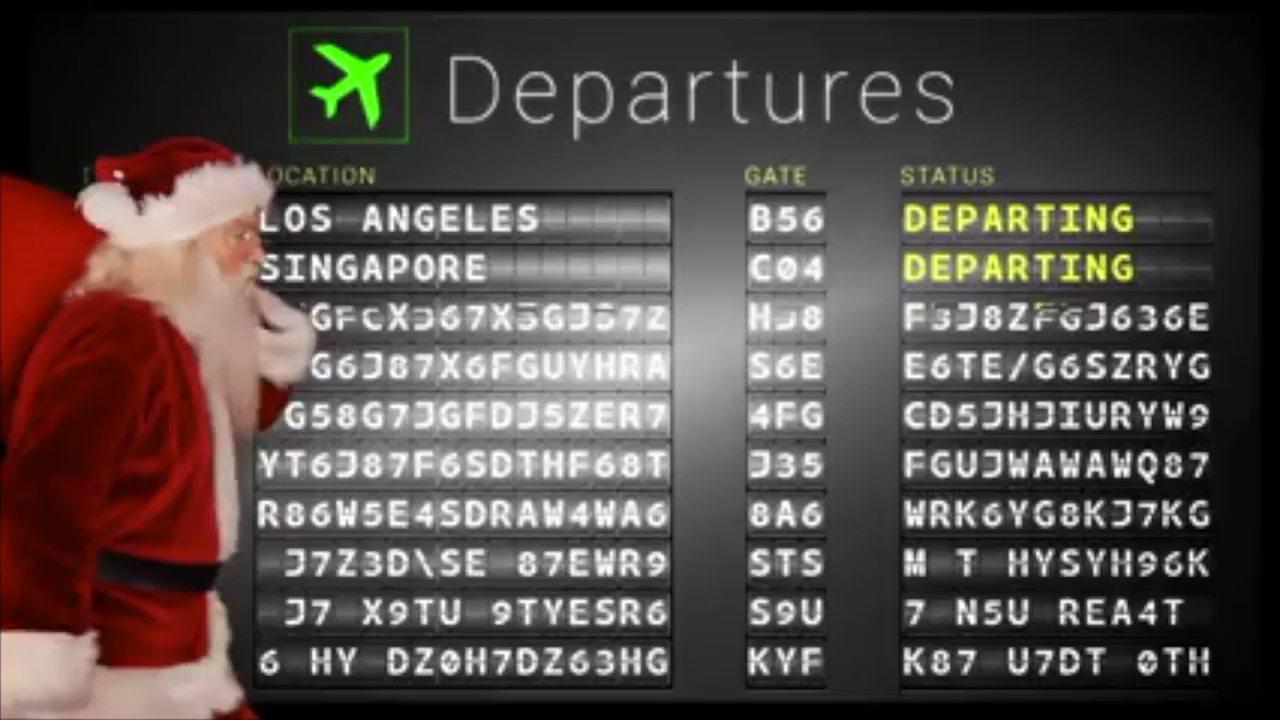 Departures
OCATION GATE STATUS
LOS ANGELES B56 DEPARTING
SINGAPORE C04 DEPARTING
G6J87X6FGUYHRA S6E E6TE/G6SZRYG
G58G7JGFDJ5ZER7 4FG CD5JHJIURYW9
YT6J87F6SDTHF68T J35 FGUJWAWAWQ87
R86W5E4SDRAW4WA6 8A6 WRK6YG8KJ7KG
J7Z3D\SE 87EWR9 STS M T HYSYH96K
J7 X9TU 9TYESR6 S9U 7 N5U REA4T
6 HY DZ0H7DZ63HG KYF K87 U7DT 0TH